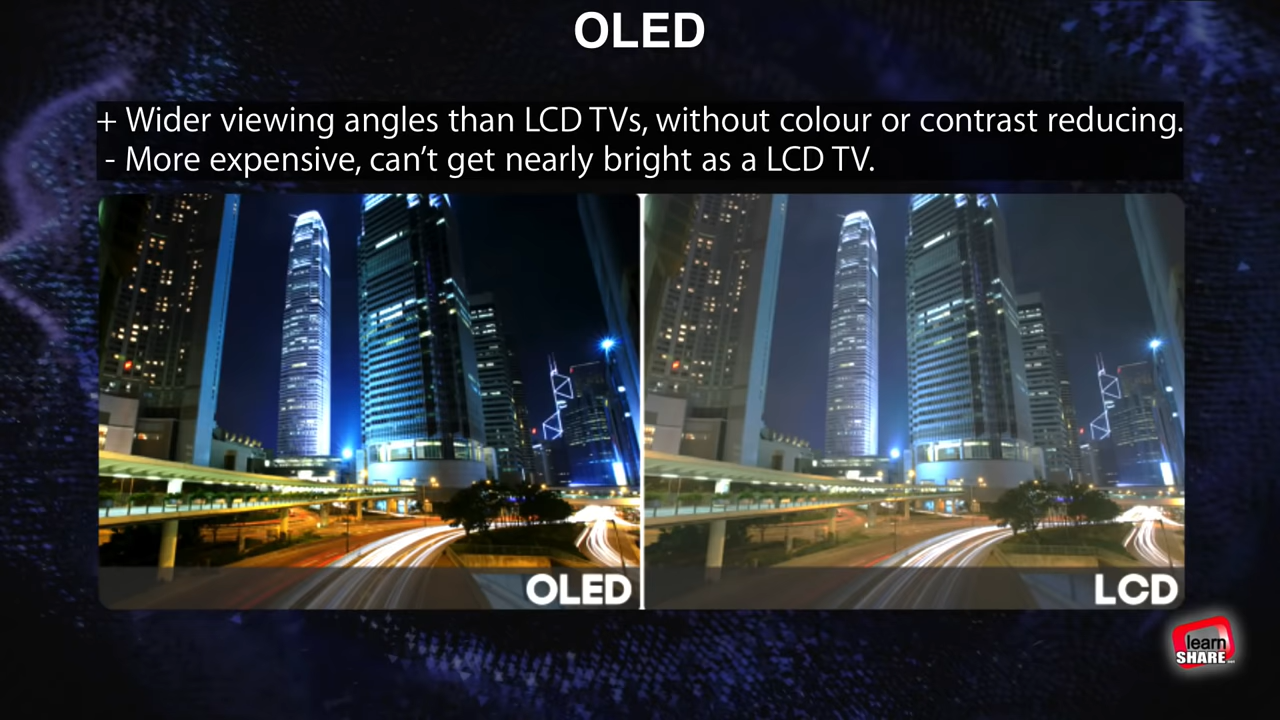 OLED
+ Wider viewing angles than LCD TVs, without colour or contrast reducing.
- More expensive, can’t get nearly bright as a LCD TV.
OLED
LCD
learn
SHARE